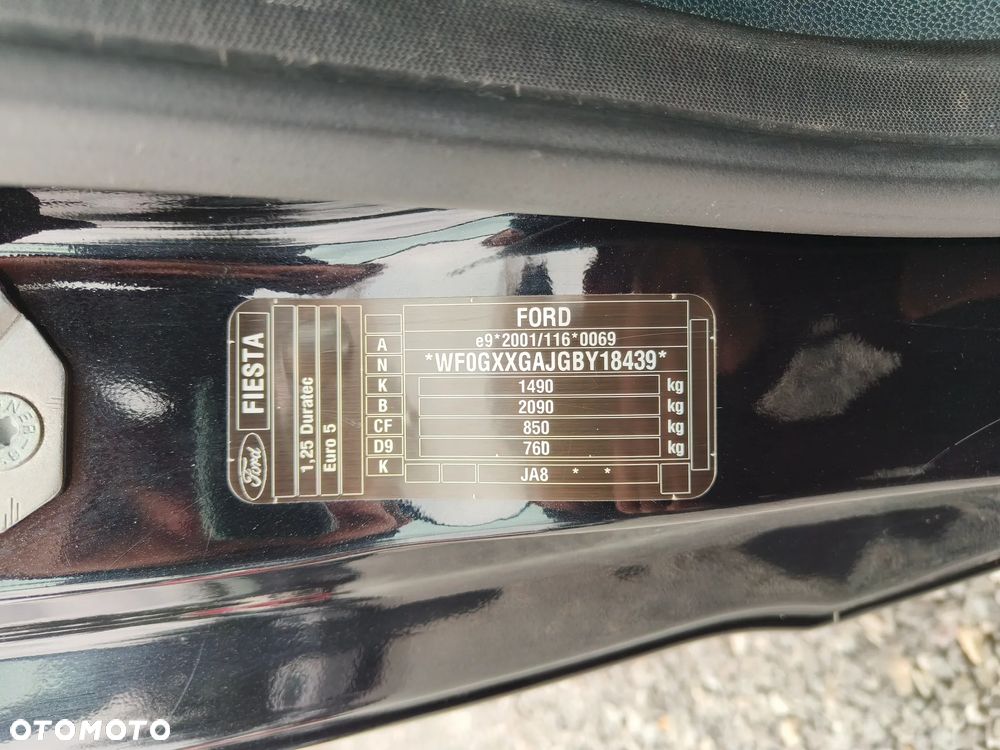 FORD
e9*2001/116*0069
*WF0GXXGAJGBY18439*
1490 kg
2090 kg
850 kg
760 kg
JA8 * *
A
N
K
B
CF
D9
K
FIESTA
Ford
1,25 Duratec
Euro 5
OTOMOTO